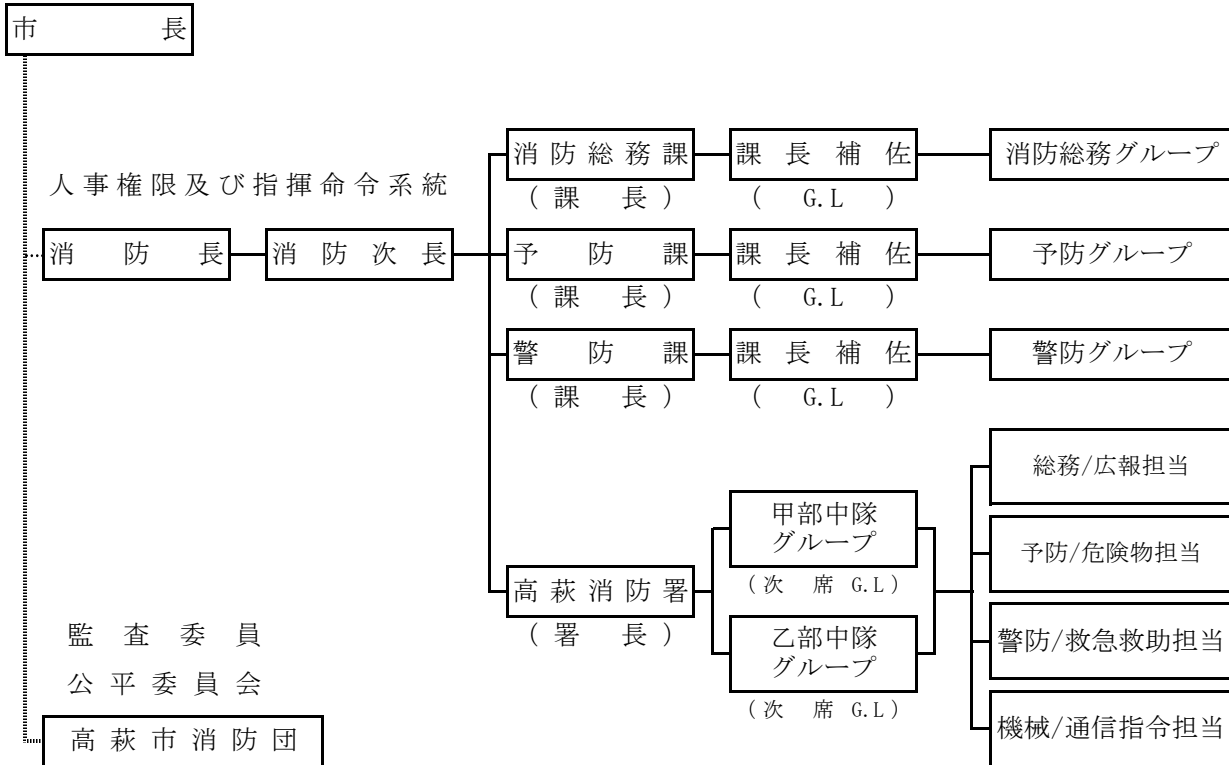 市長
消防総務課 課長補佐 消防総務グループ
人事権限及び指揮命令系統
(課長) ( G.L )
消防長 消防次長 予防課 課長補佐 予防グループ
(課長) ( G.L )
警防課 課長補佐 警防グループ
(課長) ( G.L )
総務/広報担当
甲部中隊
グループ
(次席 G.L)
予防/危険物担当
高萩消防署
(署長)
乙部中隊
グループ
(次席 G.L)
警防/救急救助担当
機械/通信指令担当
監査委員
公平委員会
高萩市消防団